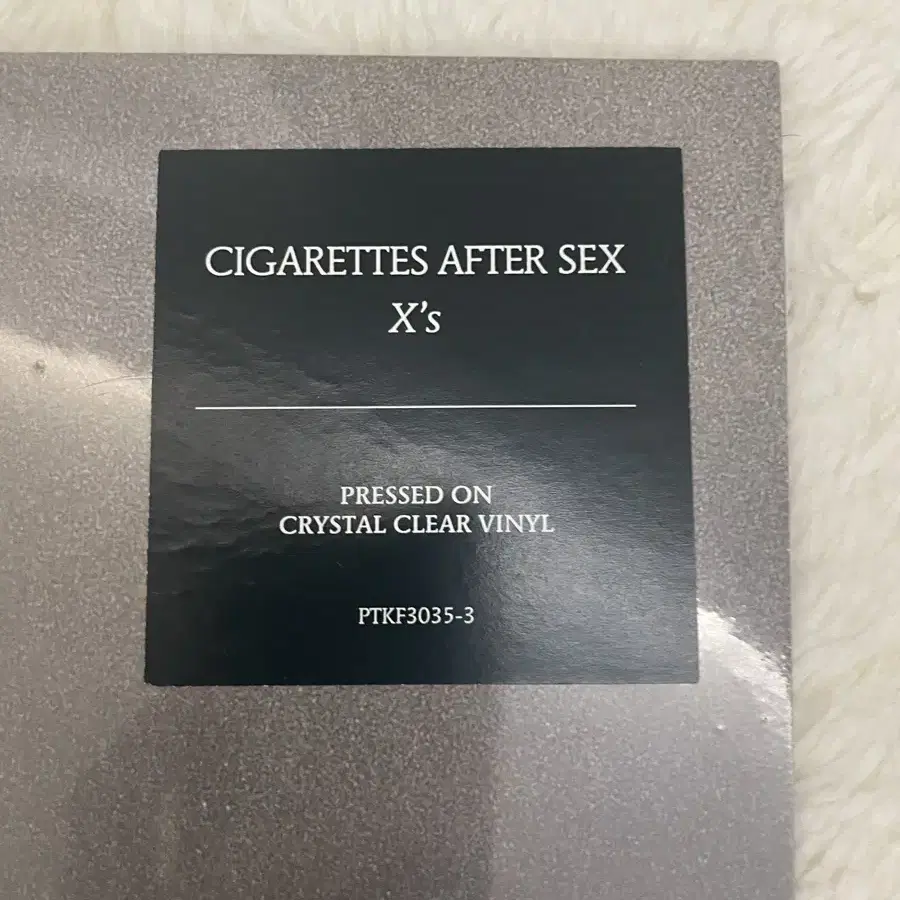 CIGARETTES AFTER SEX
X's
PRESSED ON
CRYSTAL CLEAR VINYL
PTKF3035-3